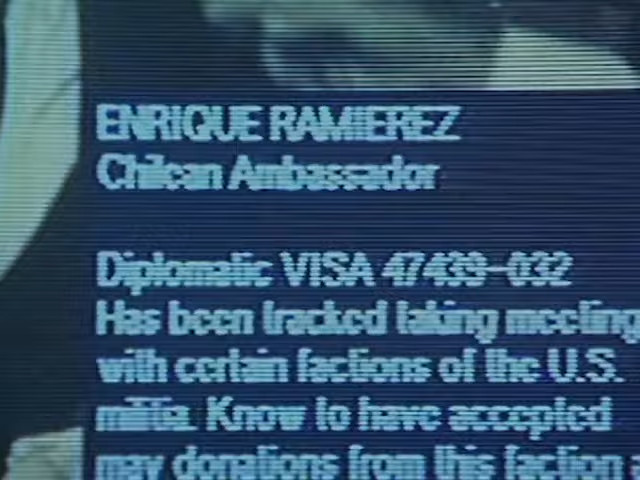 ENRIQUE RAMIEREZ
Chilean Ambassador
Diplomatic VISA 47439-032
Has been tracked taking meeting
with certain factions of the U.S.
militia. Know to have accepted
may donations from this faction